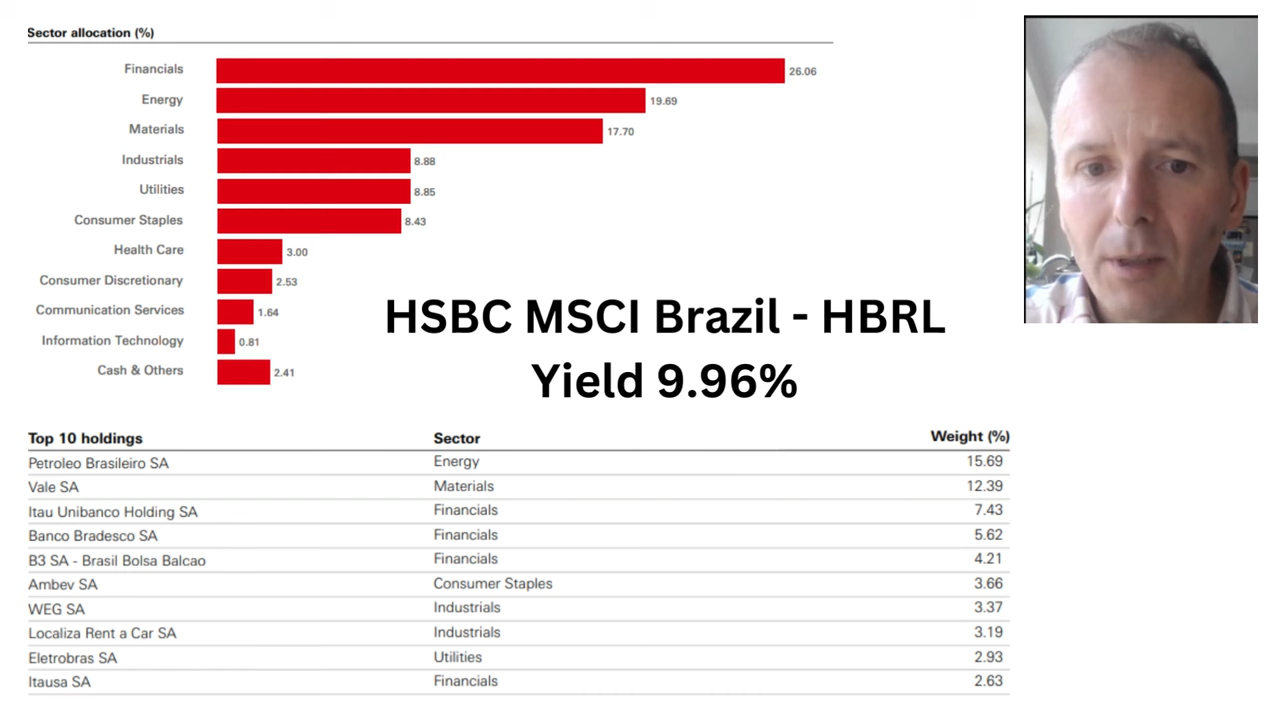 Sector allocation (%)
Financials 26.06
Energy 19.69
Materials 17.70
Industrials 8.88
Utilities 8.85
Consumer Staples 8.43
Health Care 3.00
Consumer Discretionary 2.53
Communication Services 1.64
Information Technology 0.81
Cash & Others 2.41
HSBC MSCI Brazil - HBRL
Yield 9.96%
Top 10 holdings Sector Weight (%)
Petroleo Brasileiro SA Energy 15.69
Vale SA Materials 12.39
Itau Unibanco Holding SA Financials 7.43
Banco Bradesco SA Financials 5.62
B3 SA - Brasil Bolsa Balcao Financials 4.21
Ambev SA Consumer Staples 3.66
WEG SA Industrials 3.37
Localiza Rent a Car SA Industrials 3.19
Eletrobras SA Utilities 2.93
Itausa SA Financials 2.63